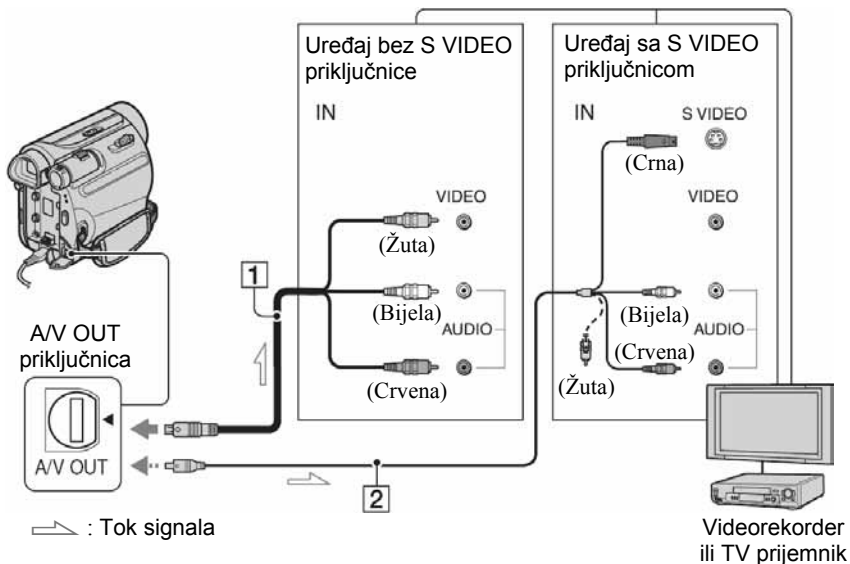 Uređaj bez S VIDEO
priključnice
IN
VIDEO
(Žuta)
(Bijela)
AUDIO
(Crvena)
Uređaj sa S VIDEO
priključnicom
IN
S VIDEO
(Crna)
VIDEO
(Bijela)
AUDIO
(Crvena)
(Žuta)
1
2
A/V OUT
priključnica
A/V OUT
: Tok signala
Videorekorder
ili TV prijemnik